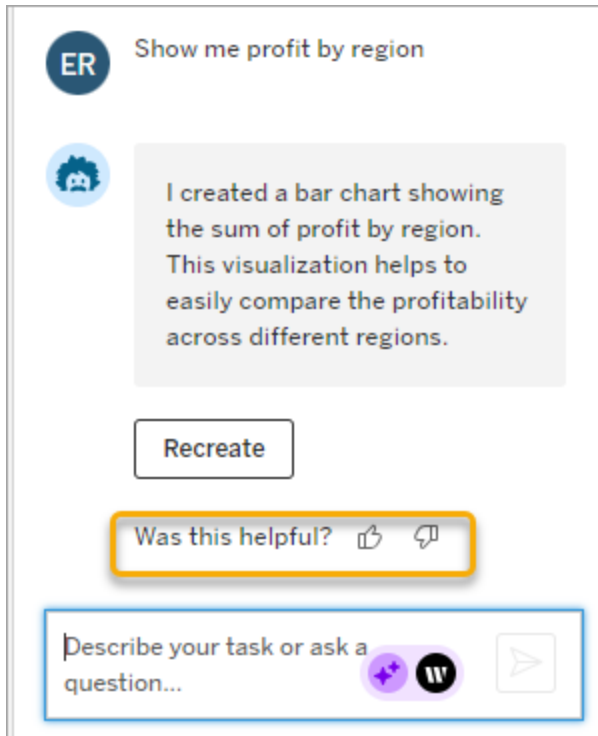 ER
Show me profit by region
I created a bar chart showing
the sum of profit by region.
This visualization helps to
easily compare the profitability
across different regions.
Recreate
Was this helpful?
Describe your task or ask a
question...
W